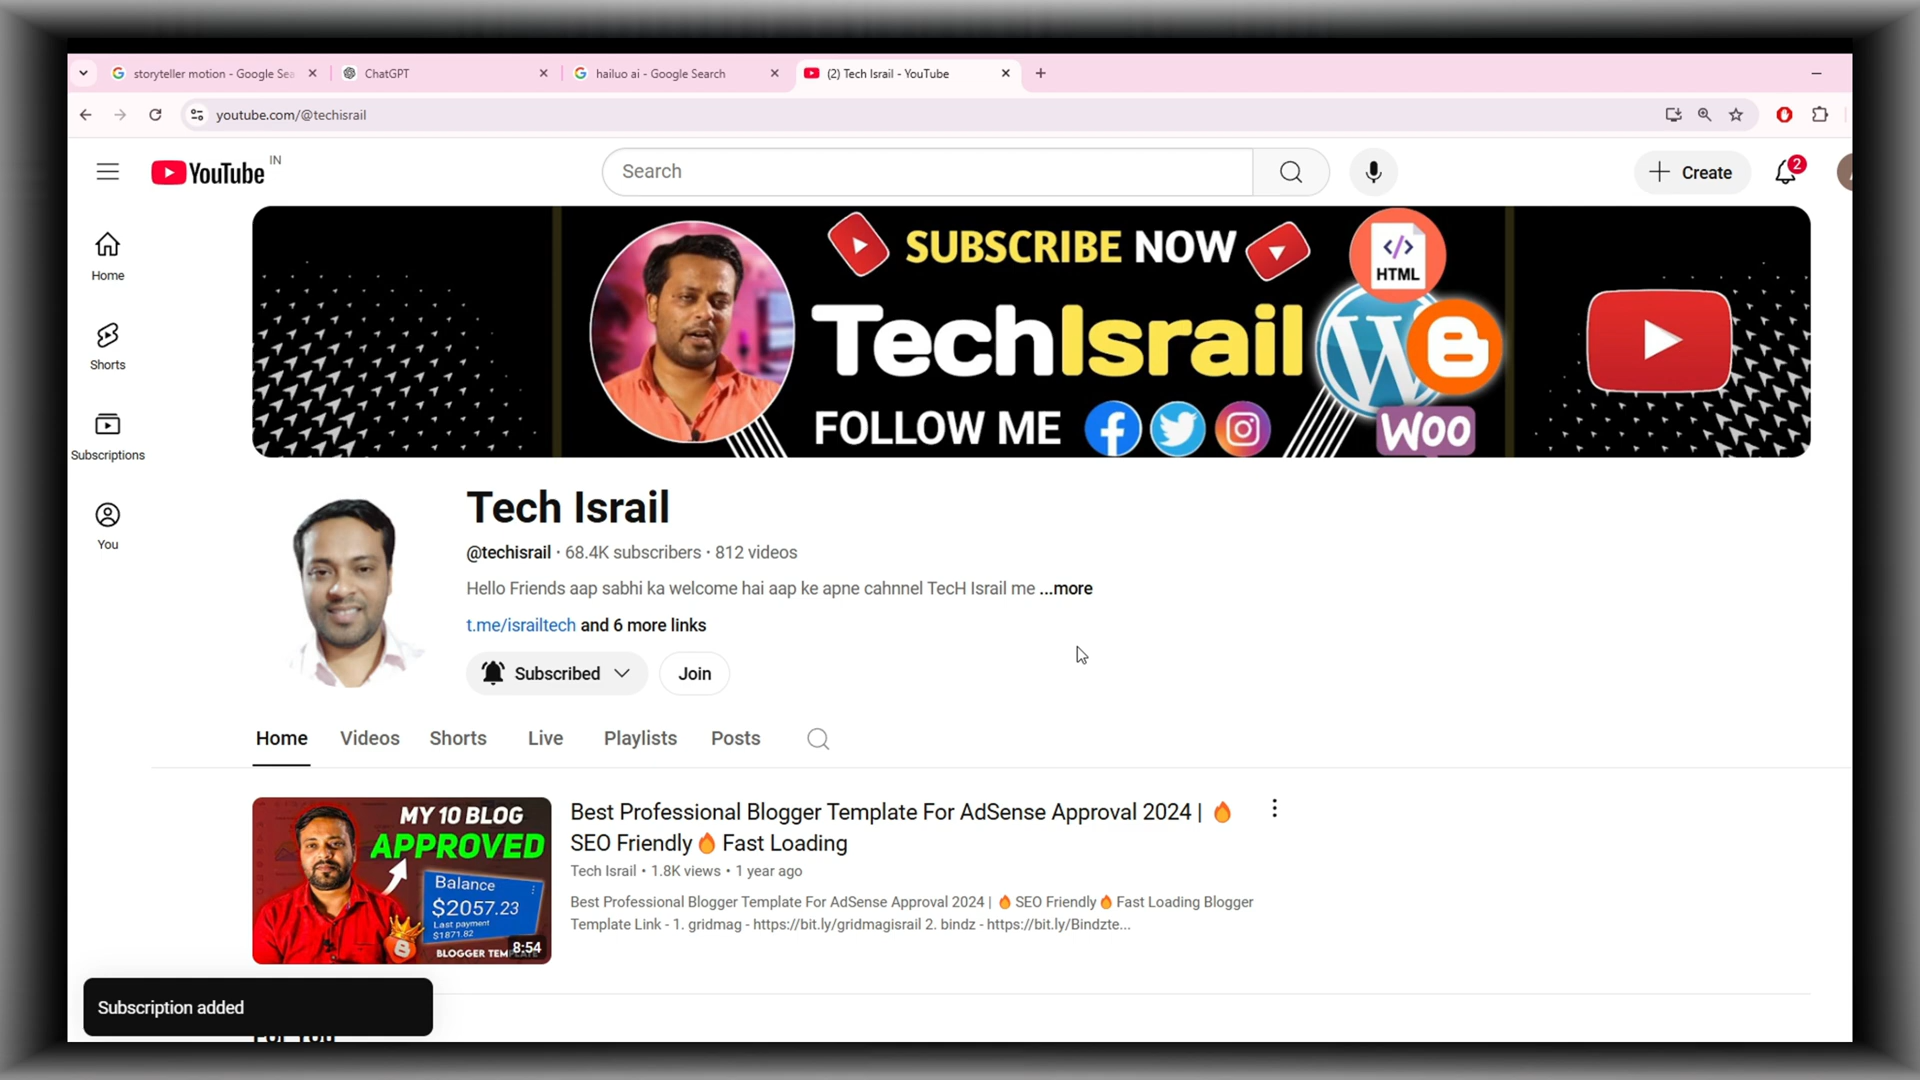 storyteller motion - Google Sea
ChatGPT
hailuo ai - Google Search
(2) Tech Israil - YouTube
youtube.com/@techisrail
YouTube IN
Search
Create
2
Home
Shorts
Subscriptions
You
SUBSCRIBE NOW
TechIsrail
FOLLOW ME
</>
HTML
WOO
Tech Israil
@techisrail · 68.4K subscribers · 812 videos
Hello Friends aap sabhi ka welcome hai aap ke apne cahnnel TecH Israil me ...more
t.me/israiltech and 6 more links
Subscribed
Join
Home Videos Shorts Live Playlists Posts
MY 10 BLOG
APPROVED
Balance
$2057.23
Last payment
$1871.82
8:54
BLOGGER TEMPLATE
Best Professional Blogger Template For AdSense Approval 2024 | 🔥
SEO Friendly🔥 Fast Loading
Tech Israil • 1.8K views • 1 year ago
Best Professional Blogger Template For AdSense Approval 2024 | 🔥 SEO Friendly🔥 Fast Loading Blogger
Template Link - 1. gridmag - https://bit.ly/gridmagisrail 2. bindz - https://bit.ly/Bindzte...
Subscription added
For You